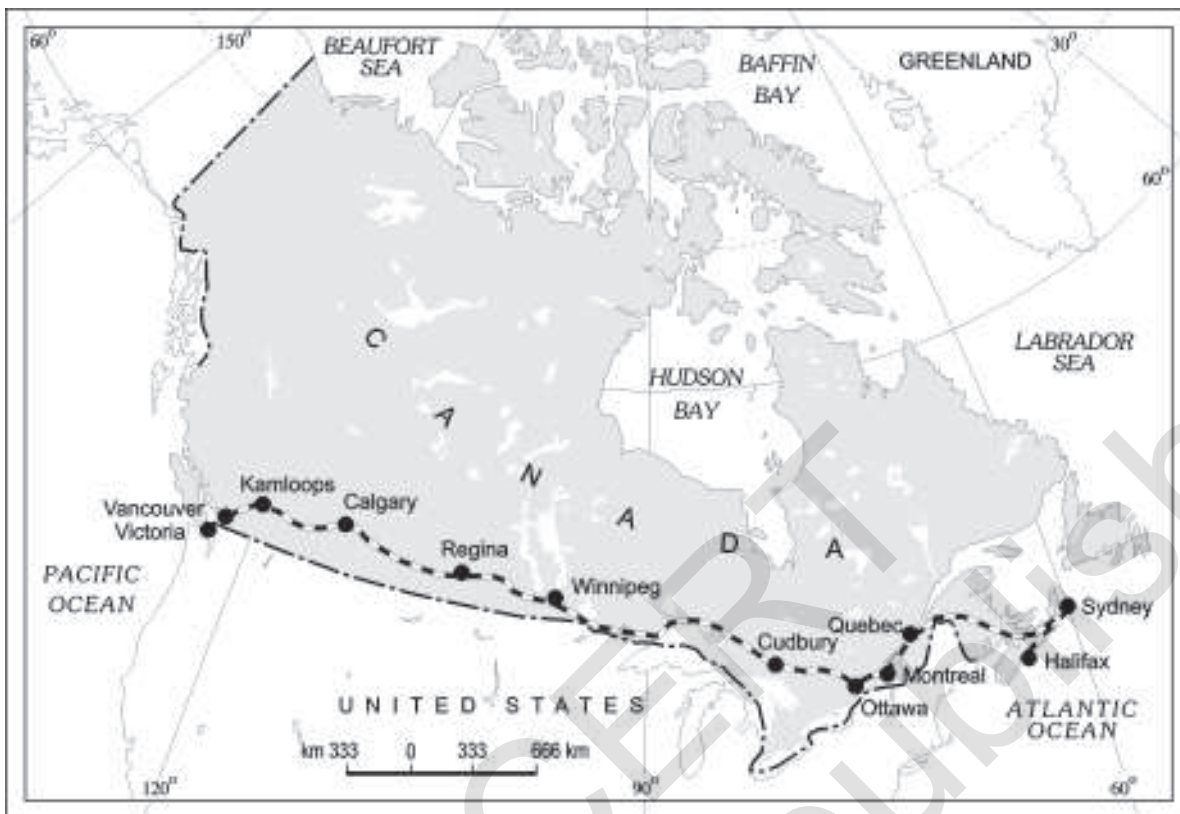 60°
150°
BEAUFORT
SEA
BAFFIN
BAY
GREENLAND
30°
60°
LABRADOR
SEA
HUDSON
BAY
C A N A D A
Kamloops
Vancouver
Victoria
Calgary
Regina
Winnipeg
PACIFIC
OCEAN
Cudbury
Quebec
Sydney
Montreal
Halifax
Ottawa
ATLANTIC
OCEAN
UNITED STATES
km 333 0 333 666 km
120°
90°
60°